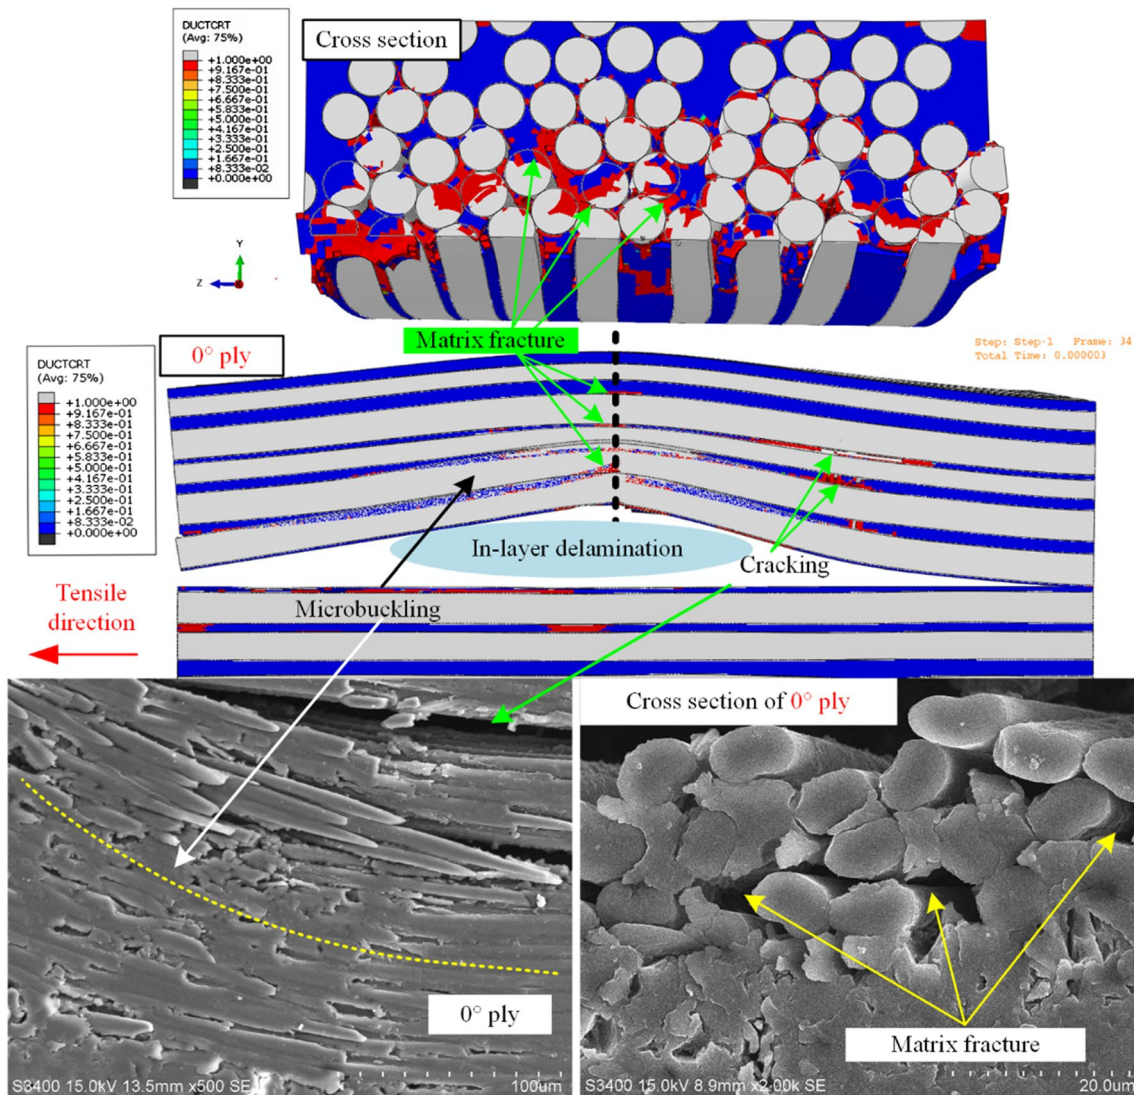 DUCTCRT
(Avg: 75%)
+1.000e+00
+9.167e-01
+8.333e-01
+7.500e-01
+6.667e-01
+5.833e-01
+5.000e-01
+4.167e-01
+3.333e-01
+2.500e-01
+1.667e-01
+8.333e-02
+0.000e+00
Cross section
Y
Z
Matrix fracture
Step: Step-1 Frame: 34
Total Time: 0.000003
DUCTCRT
(Avg: 75%)
+1.000e+00
+9.167e-01
+8.333e-01
+7.500e-01
+6.667e-01
+5.833e-01
+5.000e-01
+4.167e-01
+3.333e-01
+2.500e-01
+1.667e-01
+8.333e-02
+0.000e+00
0° ply
In-layer delamination
Cracking
Microbuckling
Tensile
direction
0° ply
S3400 15.0kV 13.5mm x500 SE
100um
Cross section of 0° ply
Matrix fracture
S3400 15.0kV 8.9mm x2.00k SE
20.0um